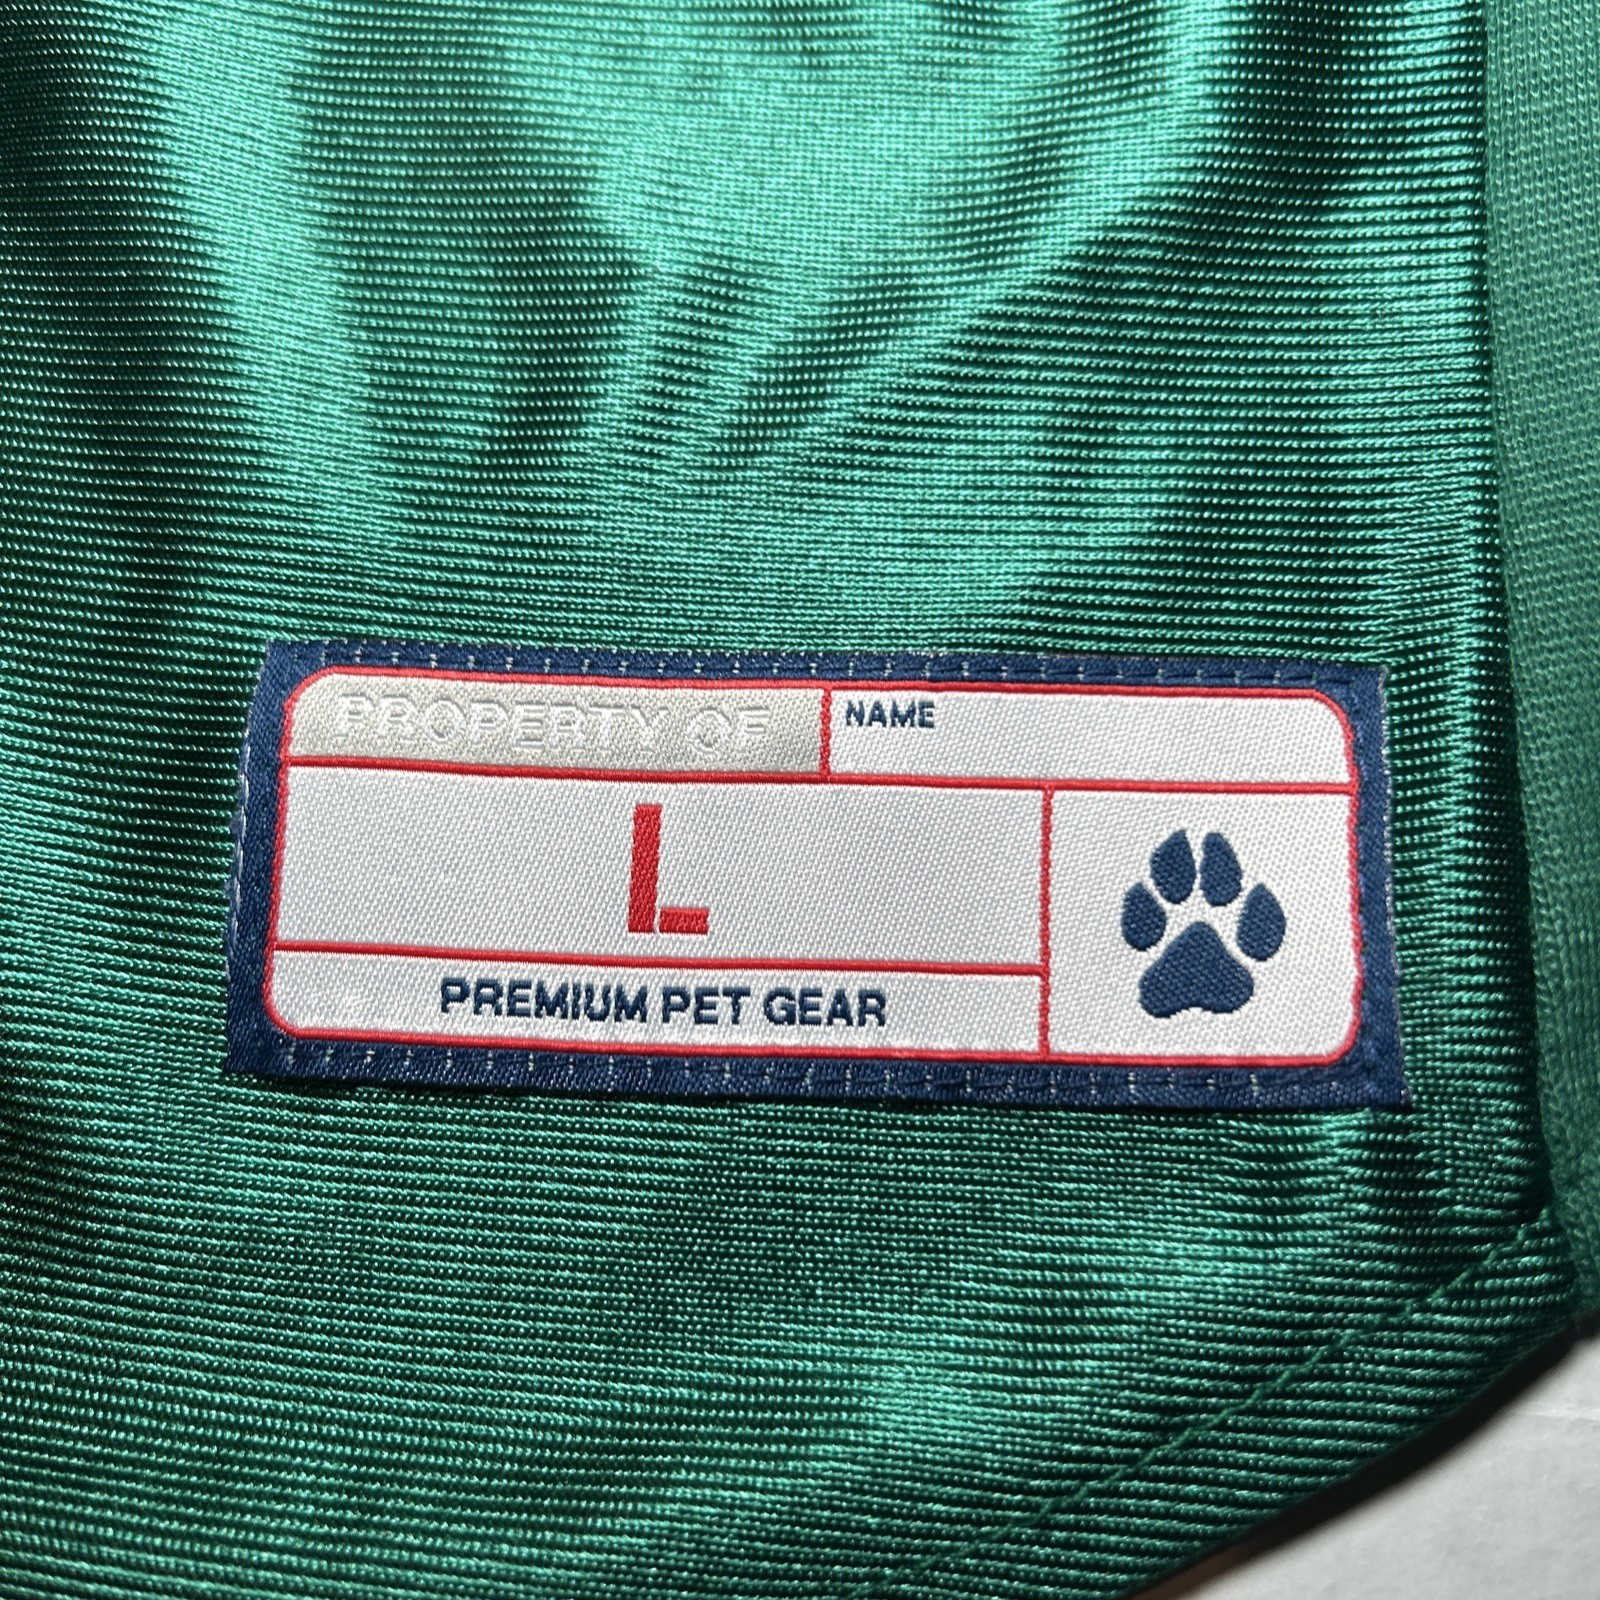 PROPERTY OF
NAME
L
PREMIUM PET GEAR